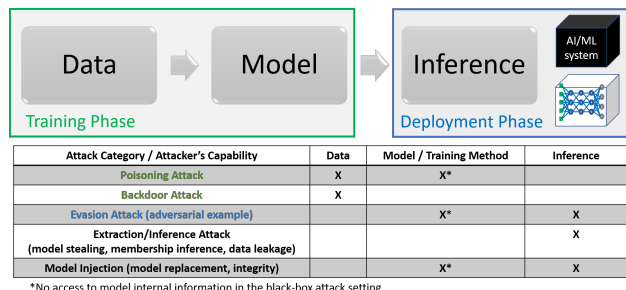 Data
Model
Inference
AI/ML
system
Training Phase
Deployment Phase
Attack Category / Attacker's Capability Data Model / Training Method Inference
Poisoning Attack X X*
Backdoor Attack X
Evasion Attack (adversarial example) X* X
Extraction/Inference Attack
(model stealing, membership inference, data leakage) X
Model Injection (model replacement, integrity) X* X
*No access to model internal information in the black-box attack setting